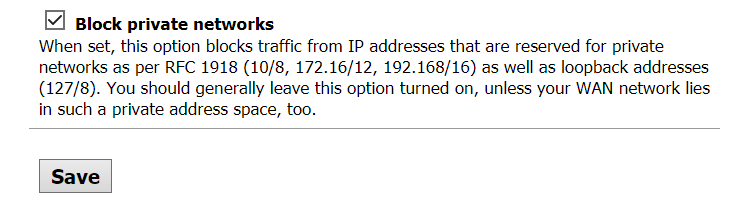 Block private networks
When set, this option blocks traffic from IP addresses that are reserved for private
networks as per RFC 1918 (10/8, 172.16/12, 192.168/16) as well as loopback addresses
(127/8). You should generally leave this option turned on, unless your WAN network lies
in such a private address space, too.
Save